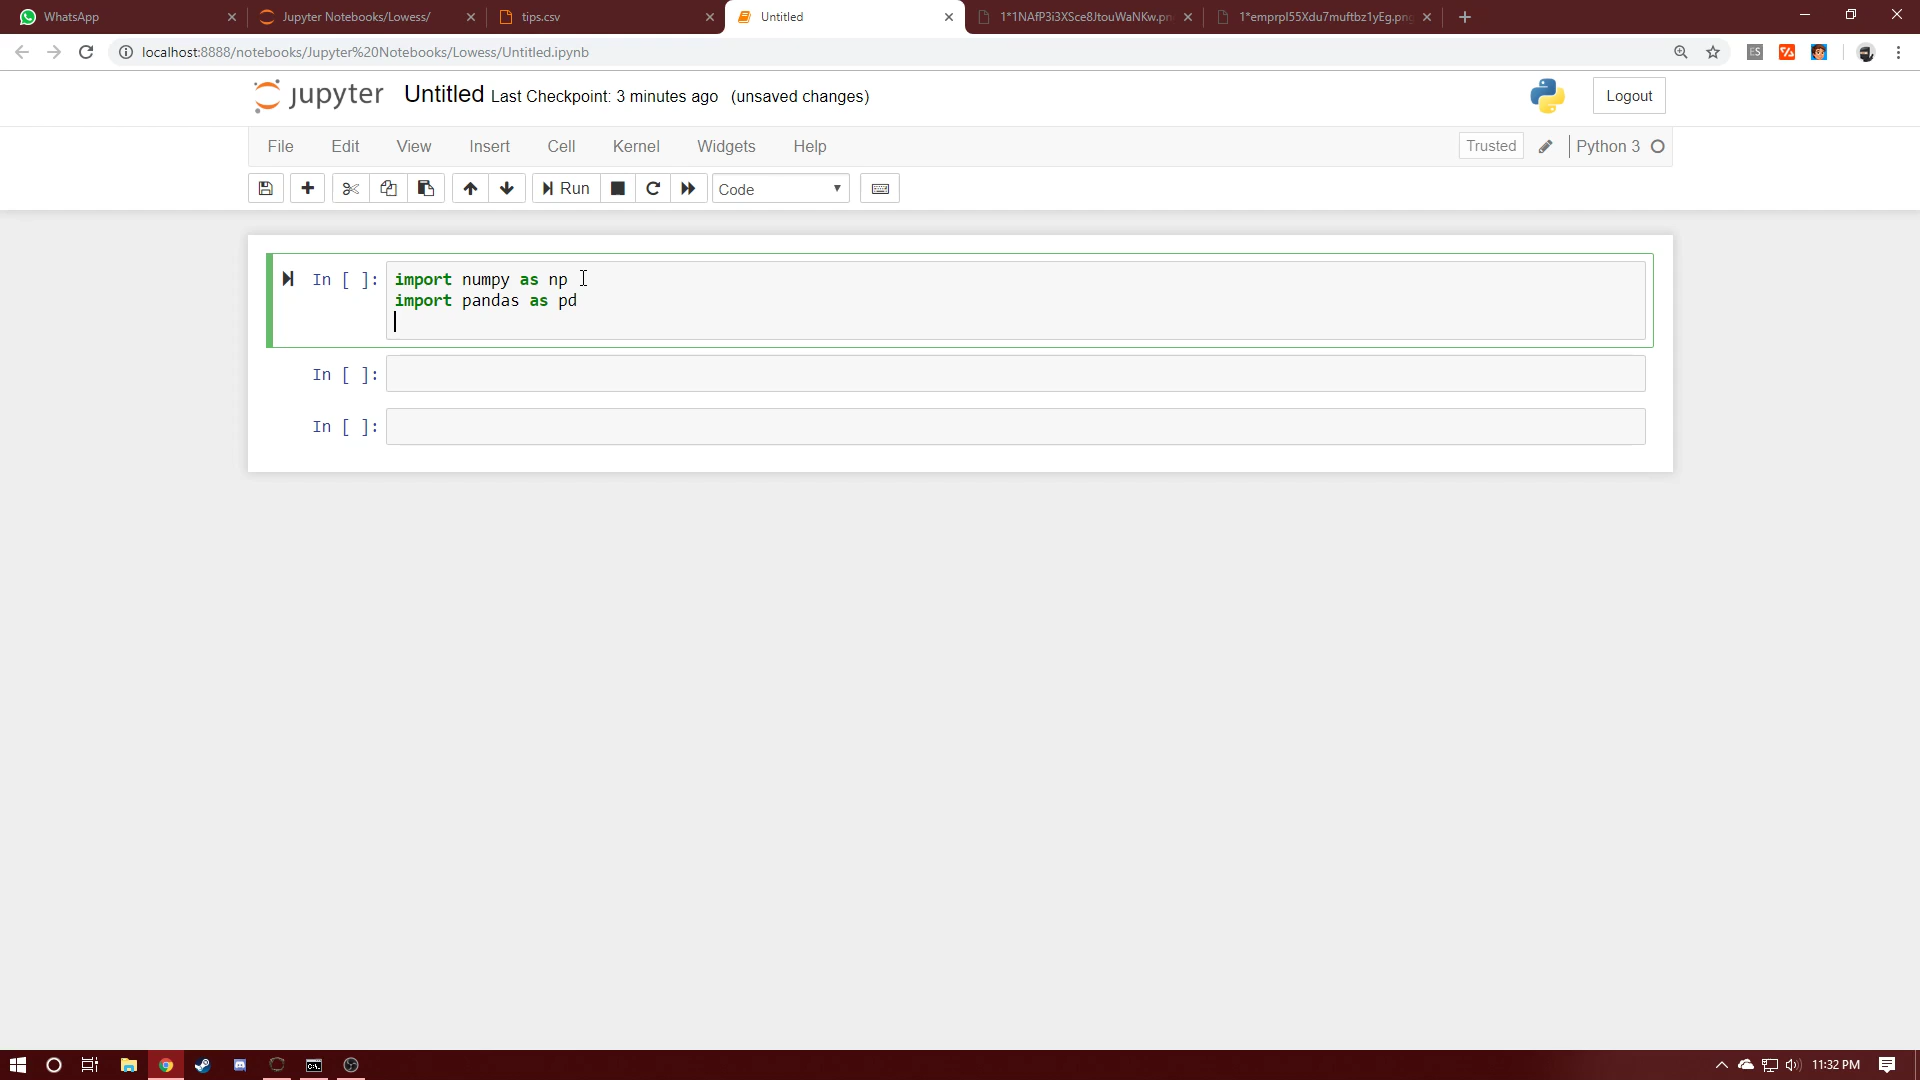 WhatsApp
Jupyter Notebooks/Lowess/
tips.csv
Untitled
1*1NAfP3i3XSce8JtouWaNKw.pn
1*emprpl55Xdu7muftbz1yEg.png
localhost:8888/notebooks/Jupyter%20Notebooks/Lowess/Untitled.ipynb
ES
jupyter Untitled Last Checkpoint: 3 minutes ago (unsaved changes)
Logout
File Edit View Insert Cell Kernel Widgets Help
Trusted
Python 3
Run
Code
In [ ]: import numpy as np
import pandas as pd
In [ ]:
In [ ]:
11:32 PM